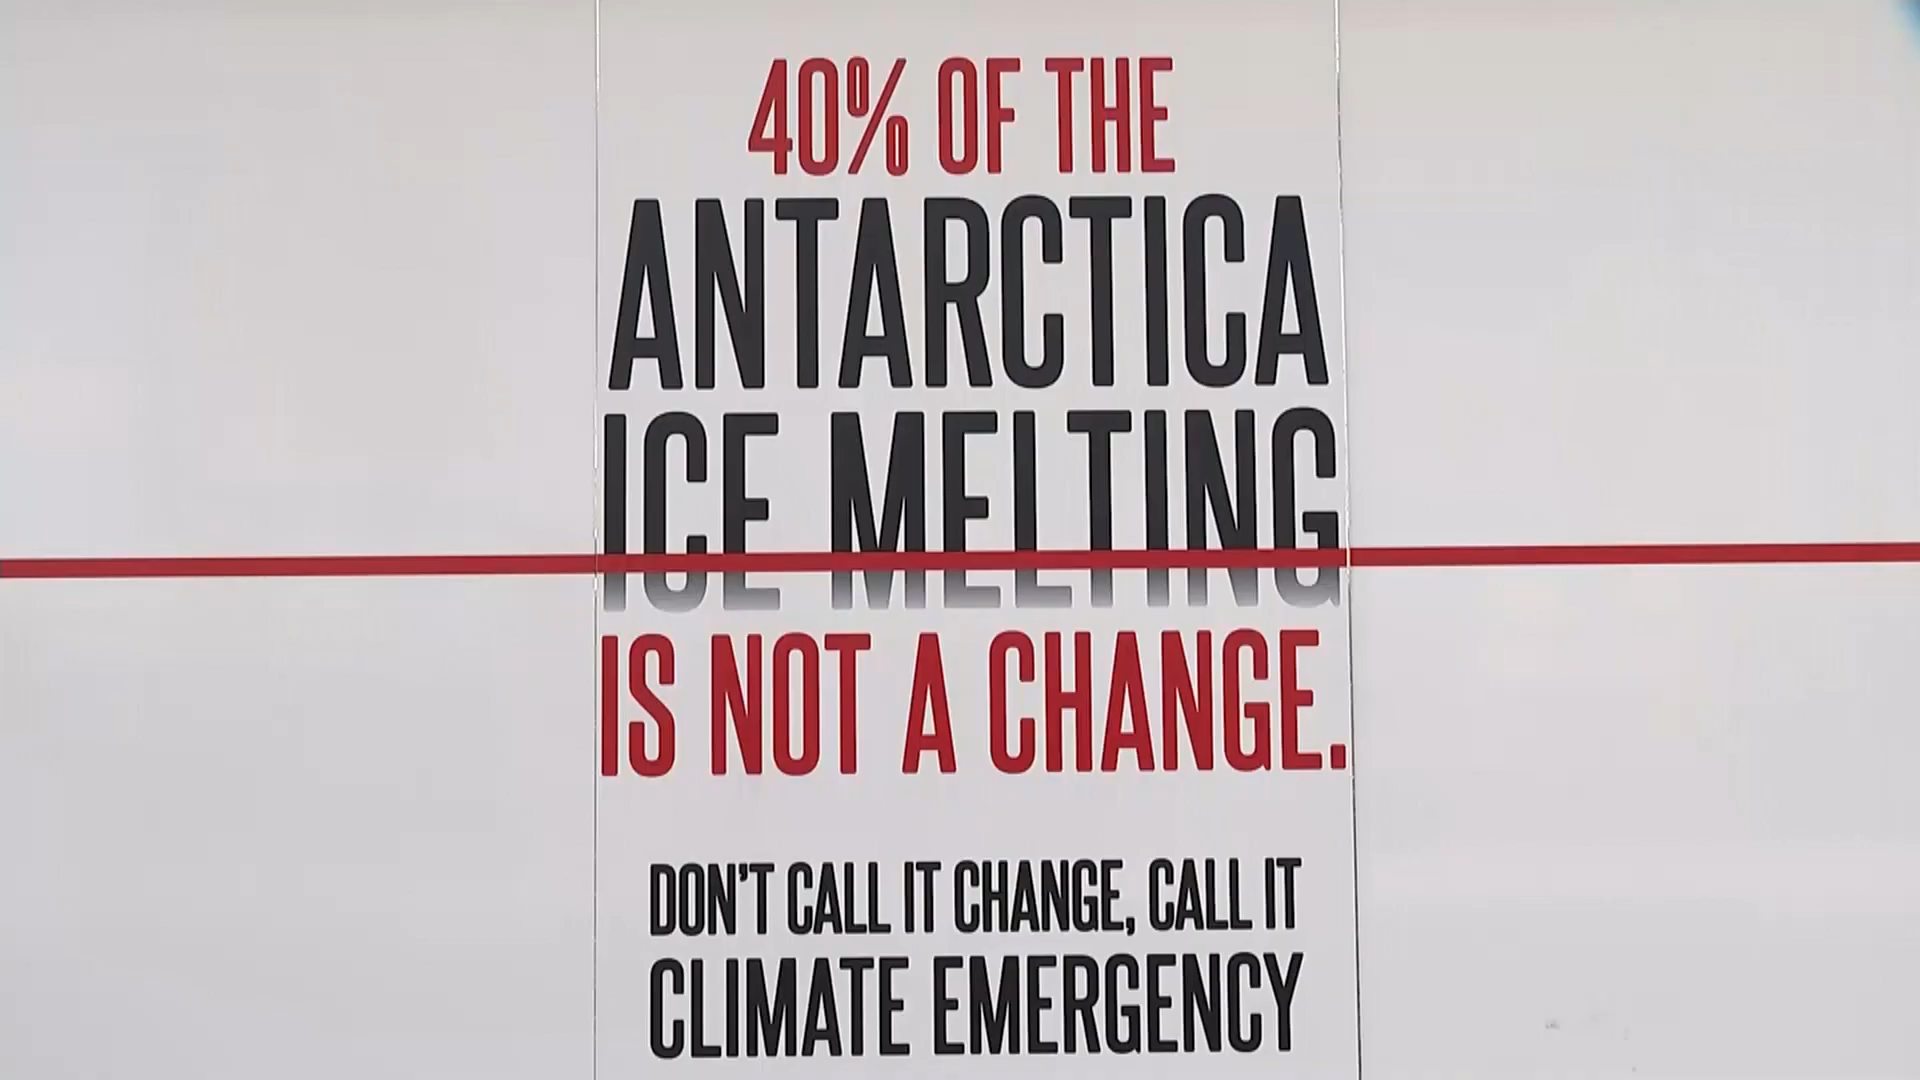 40% OF THE
ANTARCTICA
ICE MELTING
IS NOT A CHANGE.
DON'T CALL IT CHANGE, CALL IT
CLIMATE EMERGENCY